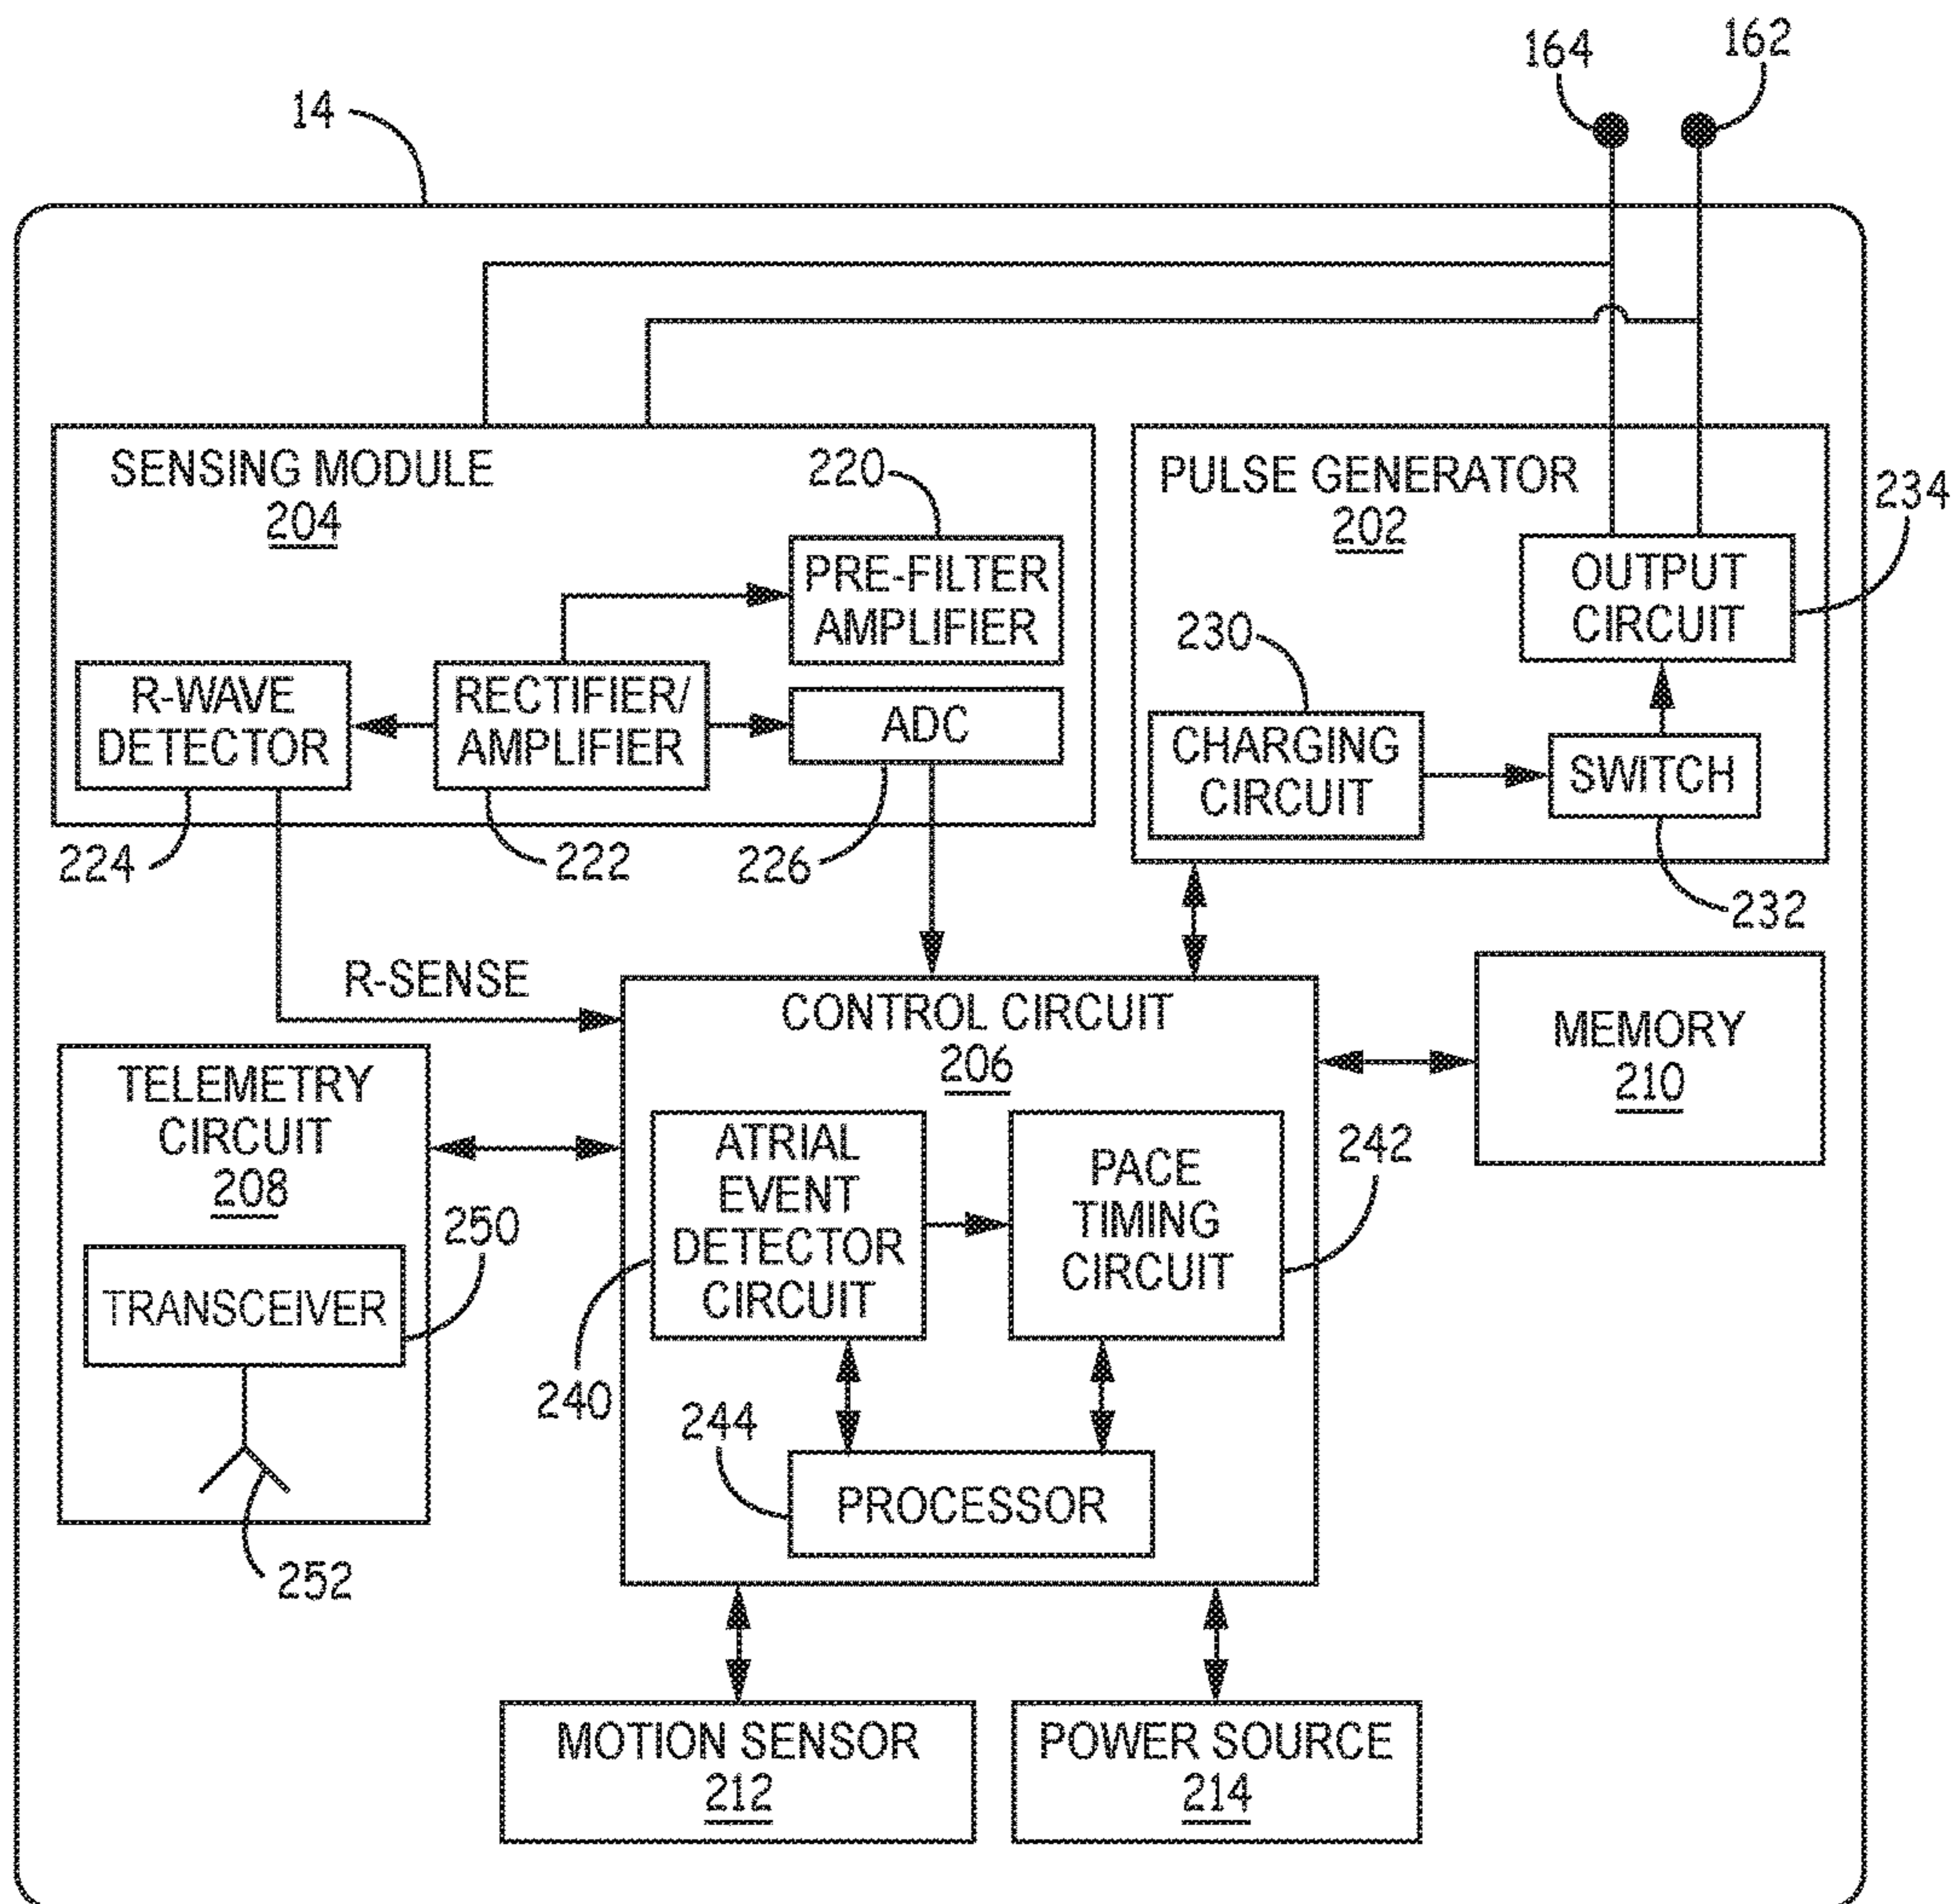 164
162
14
SENSING MODULE
204
220
PRE-FILTER
AMPLIFIER
R-WAVE
DETECTOR
RECTIFIER/
AMPLIFIER
ADC
224
222
226
PULSE GENERATOR
202
234
OUTPUT
CIRCUIT
230
CHARGING
CIRCUIT
SWITCH
232
R-SENSE
CONTROL CIRCUIT
206
MEMORY
210
TELEMETRY
CIRCUIT
208
250
TRANSCEIVER
252
ATRIAL
EVENT
DETECTOR
CIRCUIT
240
PACE
TIMING
CIRCUIT
242
244
PROCESSOR
MOTION SENSOR
212
POWER SOURCE
214